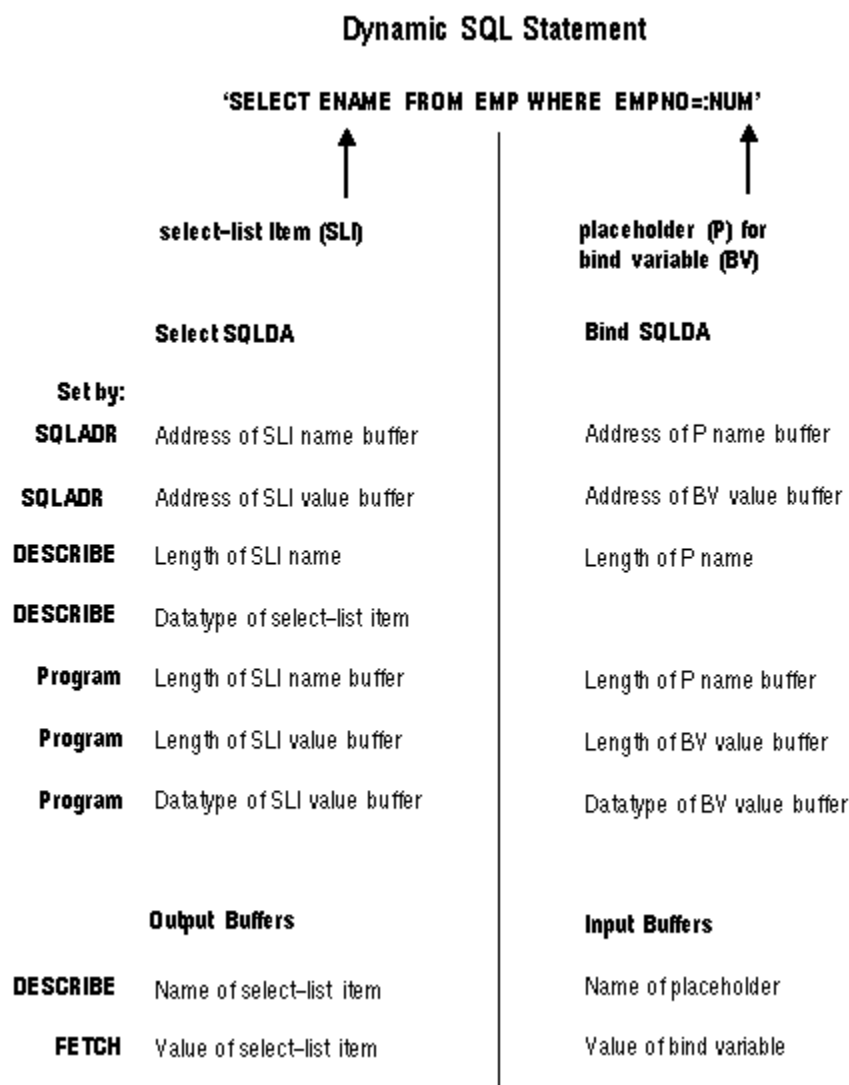 Dynamic SQL Statement
‘SELECT ENAME FROM EMP WHERE EMPNO=:NUM’
select–list Item (SLI)
placeholder (P) for
bind variable (BV)
Select SQLDA
Bind SQLDA
Set by:
SQLADR Address of SLI name buffer Address of P name buffer
SQLADR Address of SLI value buffer Address of BV value buffer
DESCRIBE Length of SLI name Length of P name
DESCRIBE Datatype of select–list item
Program Length of SLI name buffer Length of P name buffer
Program Length of SLI value buffer Length of BV value buffer
Program Datatype of SLI value buffer Datatype of BV value buffer
Output Buffers Input Buffers
DESCRIBE Name of select–list item Name of placeholder
FETCH Value of select–list item Value of bind variable